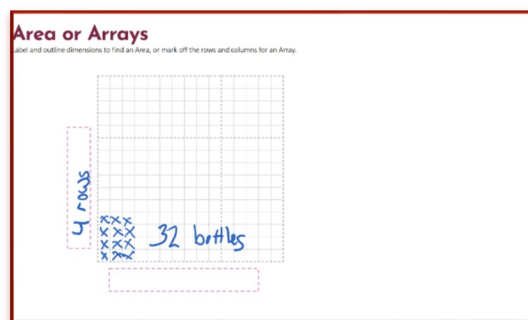 Area or Arrays
Label and outline dimensions to find an Area, or mark off the rows and columns for an Array.
4 rows
x x x
x x x
x x x
x x x
32 bottles